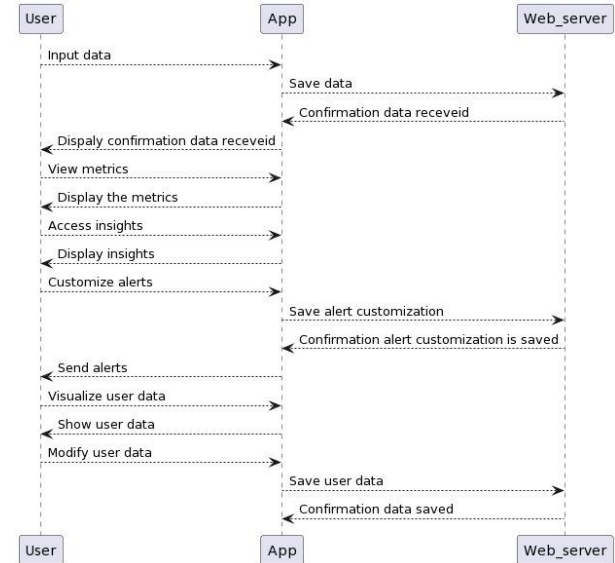 User App Web_server
Input data
Save data
Confirmation data receveid
Dispaly confirmation data receveid
View metrics
Display the metrics
Access insights
Display insights
Customize alerts
Save alert customization
Confirmation alert customization is saved
Send alerts
Visualize user data
Show user data
Modify user data
Save user data
Confirmation data saved
User App Web_server